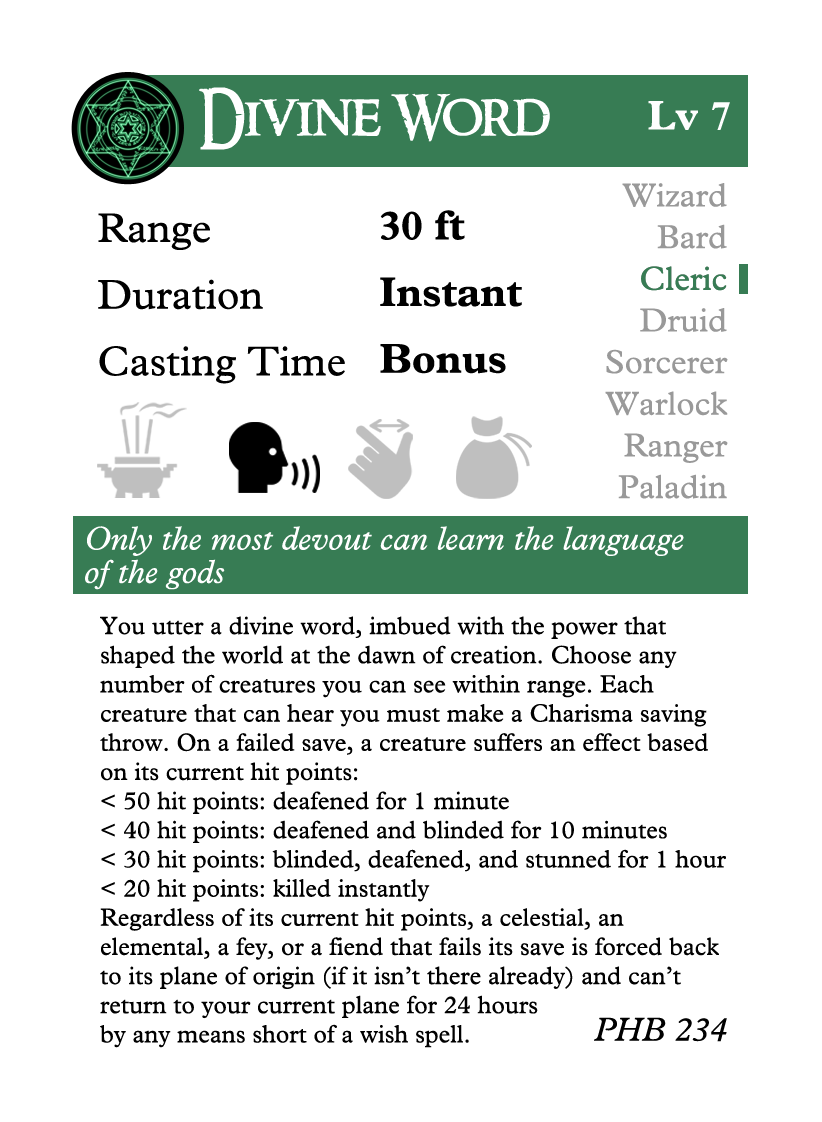 DIVINE WORD
Lv 7
Range 30 ft
Duration Instant
Casting Time Bonus
Wizard
Bard
Cleric
Druid
Sorcerer
Warlock
Ranger
Paladin
Only the most devout can learn the language
of the gods
You utter a divine word, imbued with the power that
shaped the world at the dawn of creation. Choose any
number of creatures you can see within range. Each
creature that can hear you must make a Charisma saving
throw. On a failed save, a creature suffers an effect based
on its current hit points:
< 50 hit points: deafened for 1 minute
< 40 hit points: deafened and blinded for 10 minutes
< 30 hit points: blinded, deafened, and stunned for 1 hour
< 20 hit points: killed instantly
Regardless of its current hit points, a celestial, an
elemental, a fey, or a fiend that fails its save is forced back
to its plane of origin (if it isn’t there already) and can’t
return to your current plane for 24 hours
by any means short of a wish spell.
PHB 234